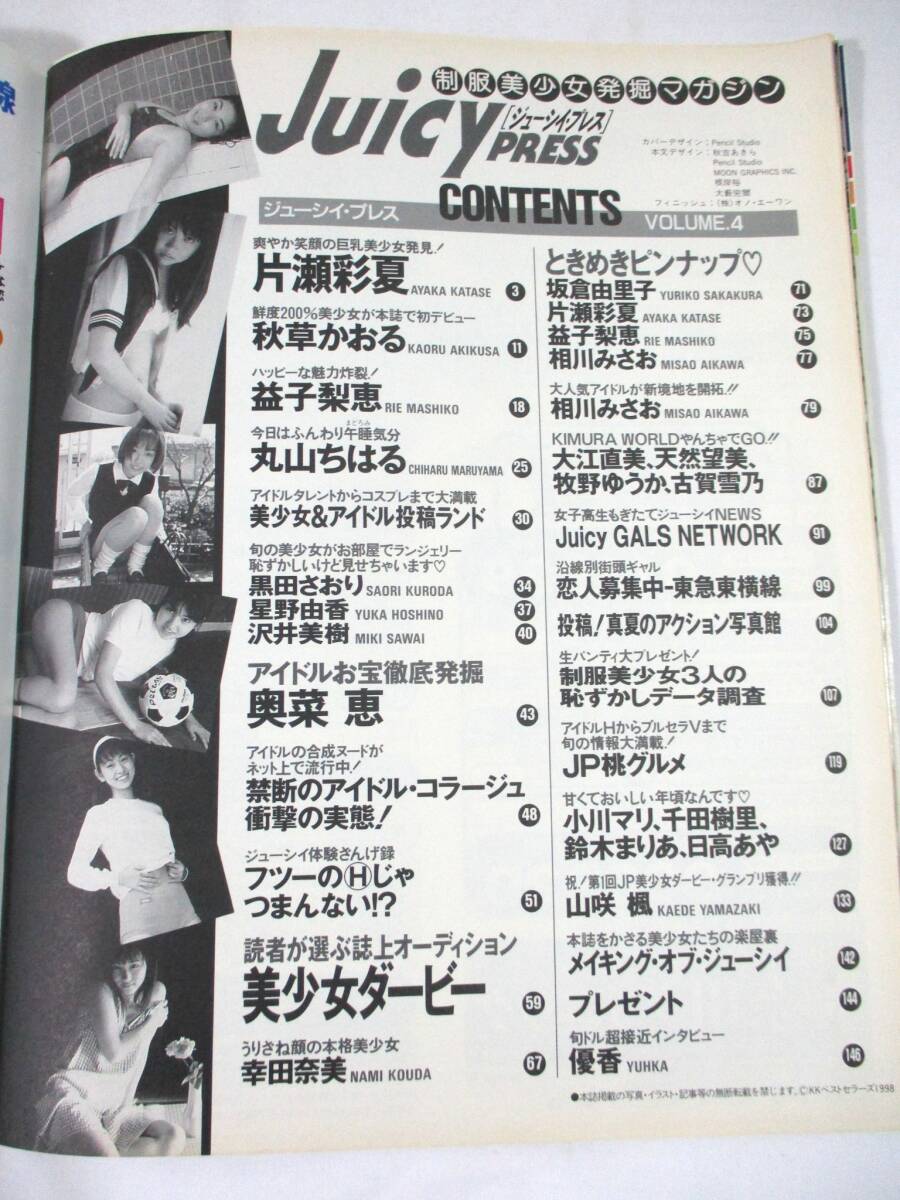 線
制服美少女発掘マガジン
Juicy PRESS
[ジューシィ・プレス]
カバーデザイン：Pencil Studio
本文デザイン：秋吉あきら
Pencil Studio
MOON GRAPHICS INC.
根岸裕
フィニッシュ：(株)オノ・エーワン
ジューシィ・プレス
CONTENTS
VOLUME.4
爽やか笑顔の巨乳美少女発見！
片瀬彩夏 AYAKA KATASE 3
鮮度200%美少女が本誌で初デビュー
秋草かおる KAORU AKIKUSA 11
ハッピーな魅力炸裂！
益子梨恵 RIE MASHIKO 18
今日はふんわり午睡気分
まどろみ
丸山ちはる CHIHARU MARUYAMA 25
アイドルタレントからコスプレまで大満載
美少女&アイドル投稿ランド 30
旬の美少女がお部屋でランジェリー
恥ずかしいけど見せちゃいます♡
黒田さおり SAORI KURODA 34
星野由香 YUKA HOSHINO 37
沢井美樹 MIKI SAWAI 40
アイドルお宝徹底発掘
奥菜 恵 43
アイドルの合成ヌードが
ネット上で流行中！
禁断のアイドル・コラージュ
衝撃の実態！ 48
ジューシィ体験さんげ録
フツーのⒽじゃ
つまんない!? 51
読者が選ぶ誌上オーディション
美少女ダービー 59
うりさね顔の本格美少女
幸田奈美 NAMI KOUDA 67
ときめきピンナップ♡
坂倉由里子 YURIKO SAKAKURA 71
片瀬彩夏 AYAKA KATASE 73
益子梨恵 RIE MASHIKO 75
相川みさお MISAO AIKAWA 77
大人気アイドルが新境地を開拓!!
相川みさお MISAO AIKAWA 79
KIMURA WORLDやんちゃでGO!!
大江直美、天然望美、
牧野ゆうか、古賀雪乃 87
女子高生もぎたてジューシィNEWS
Juicy GALS NETWORK 91
沿線別街頭ギャル
恋人募集中-東急東横線 99
投稿！真夏のアクション写真館 104
生パンティ大プレゼント！
制服美少女3人の
恥ずかしデータ調査 107
アイドルHからブルセラVまで
旬の情報大満載！
JP桃グルメ 119
甘くておいしい年頃なんです♡
小川マリ、千田樹里、
鈴木まりあ、日高あや 127
祝！第1回JP美少女ダービー・グランプリ獲得!!
山咲 楓 KAEDE YAMAZAKI 133
本誌をかざる美少女たちの楽屋裏
メイキング・オブ・ジューシィ 142
プレゼント 144
旬ドル超接近インタビュー
優香 YUHKA 146
●本誌掲載の写真・イラスト・記事等の無断転載を禁じます。©KKベストセラーズ1998